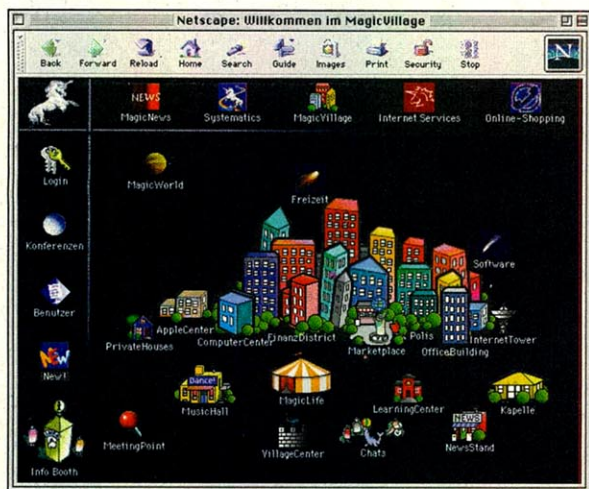 Netscape: Willkommen im MagicVillage
Back Forward Reload Home Search Guide Images Print Security Stop
N
NEWS
MagicNews Systematics MagicVillage Internet Services Online-Shopping
Login
MagicWorld
Freizeit
Konferenzen
Software
Benutzer
AppleCenter
PrivateHouses
ComputerCenter
FinanzDistrict
Marketplace
Polis
OfficeBuilding
InternetTower
New!
Dance!
MusicHall
MagicLife
LearningCenter
Kapelle
Info Booth
MeetingPoint
VillageCenter
Chats
NEWS
NewsStand